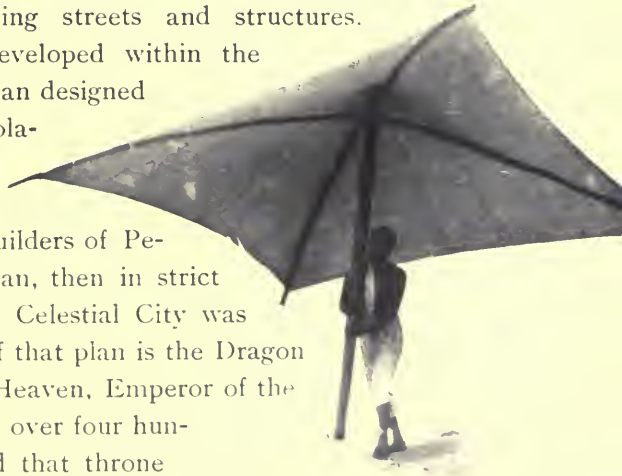 ing streets and structures.
eveloped within the
an designed
ola-
uilders of Pe-
an, then in strict
Celestial City was
f that plan is the Dragon
Heaven, Emperor of the
over four hun-
d that throne